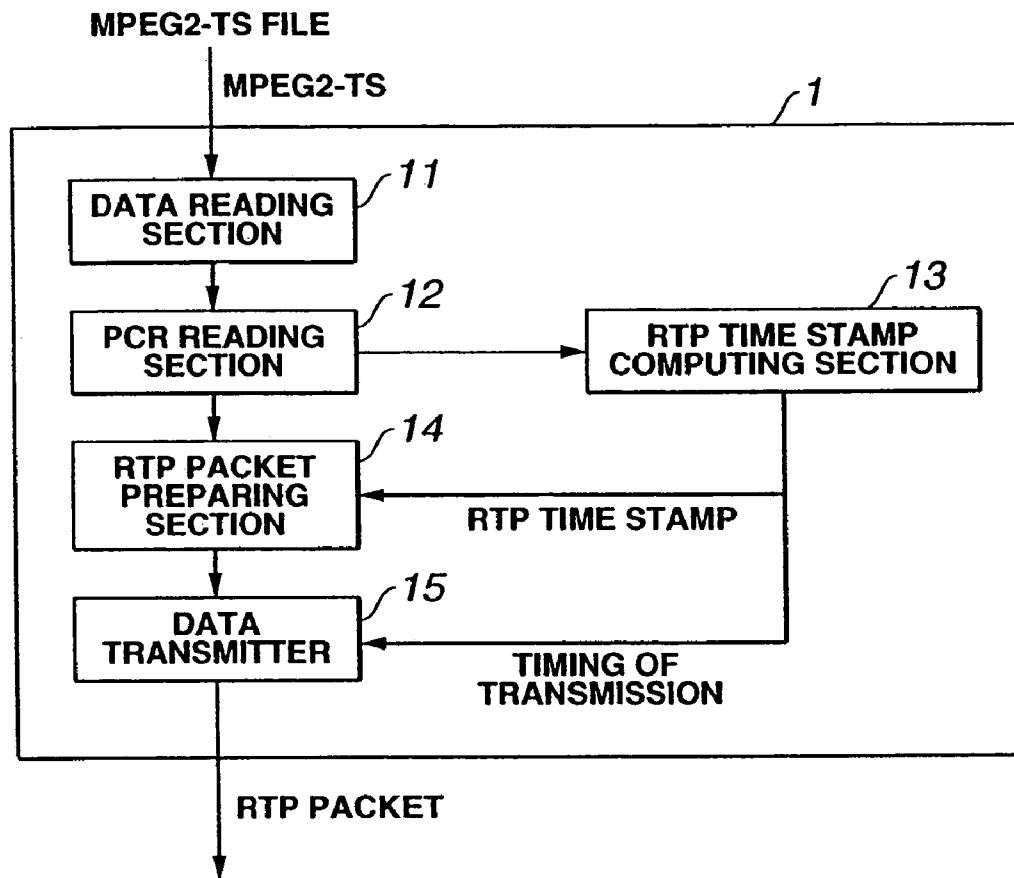 MPEG2-TS FILE
MPEG2-TS
1
11
DATA READING
SECTION
12
PCR READING
SECTION
13
RTP TIME STAMP
COMPUTING SECTION
14
RTP PACKET
PREPARING
SECTION
RTP TIME STAMP
15
DATA
TRANSMITTER
TIMING OF
TRANSMISSION
RTP PACKET